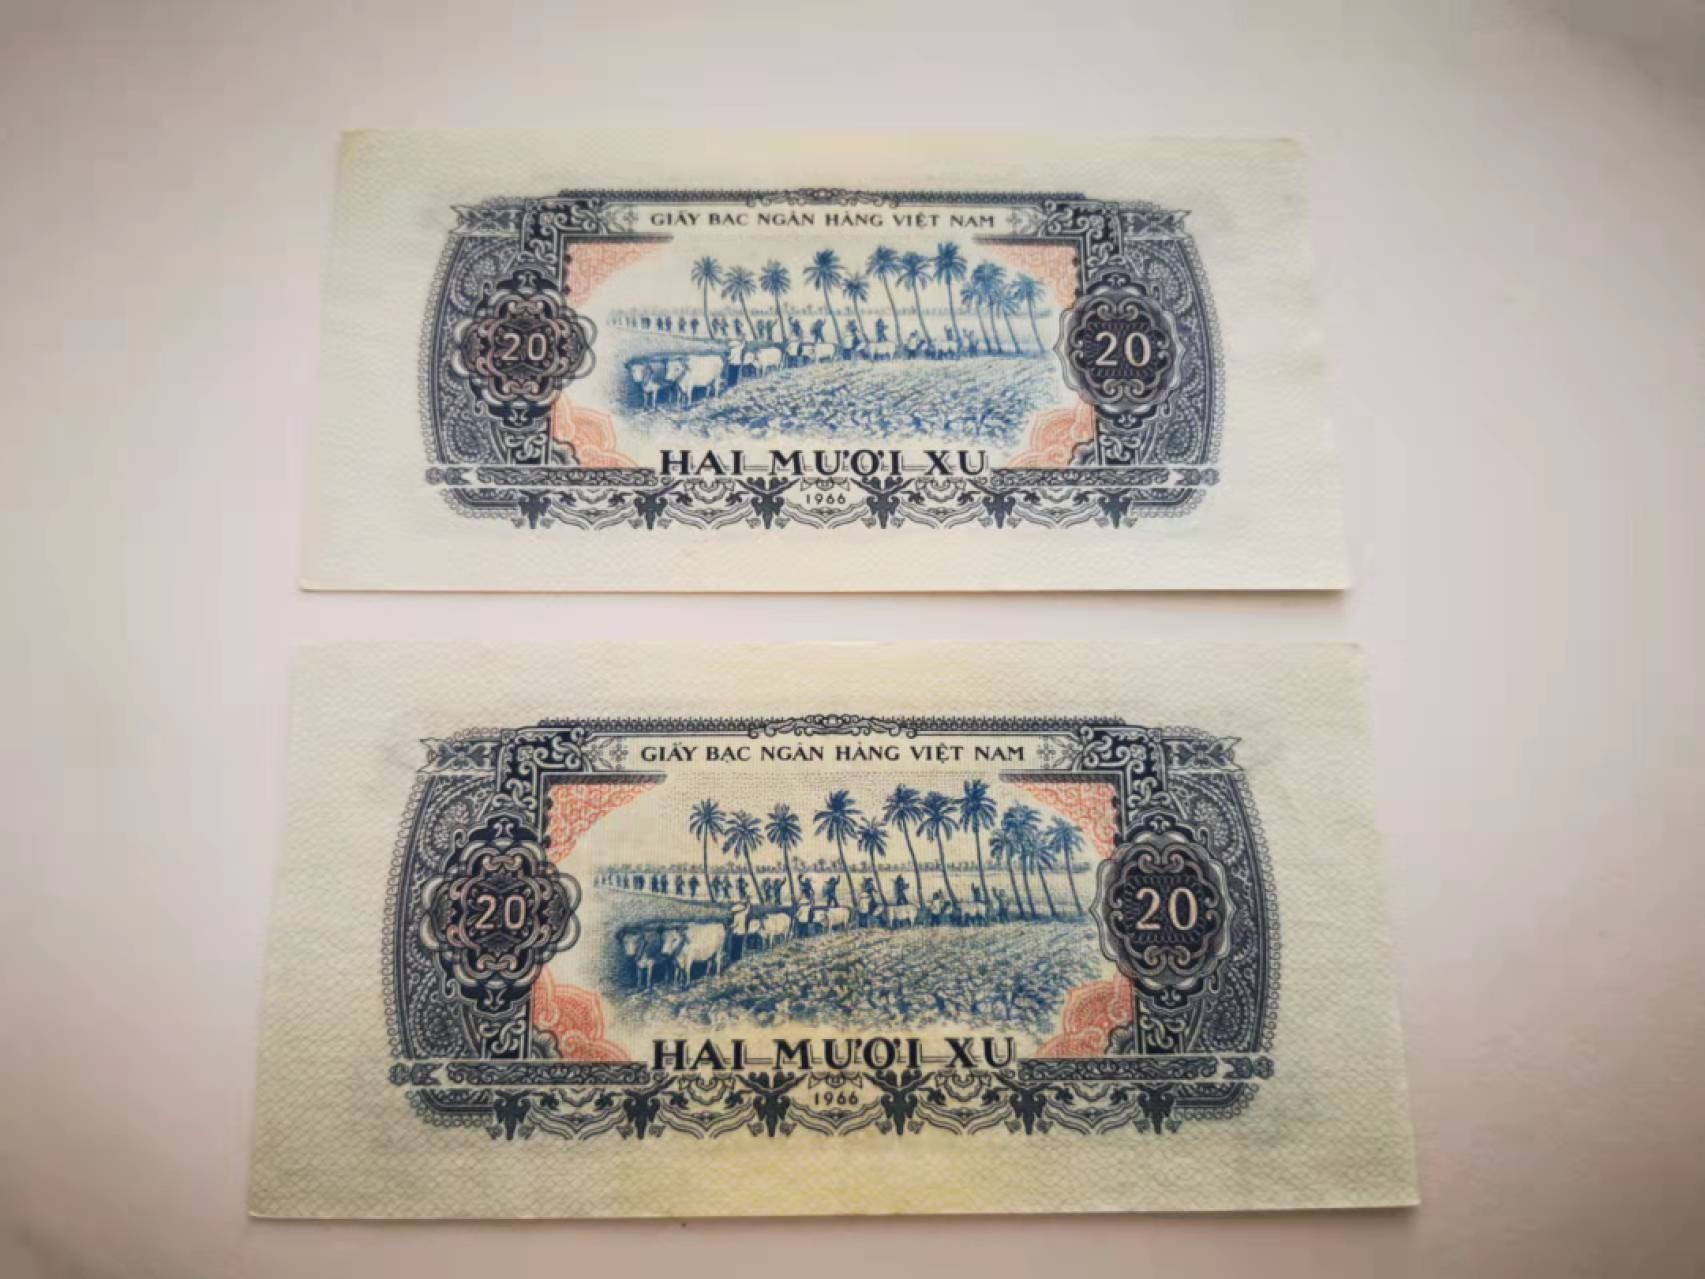 GIẤY BẠC NGÂN HÀNG VIỆT NAM
20 20
HAI MƯƠI XU
1966
GIẤY BẠC NGÂN HÀNG VIỆT NAM
20 20
HAI MƯƠI XU
1966